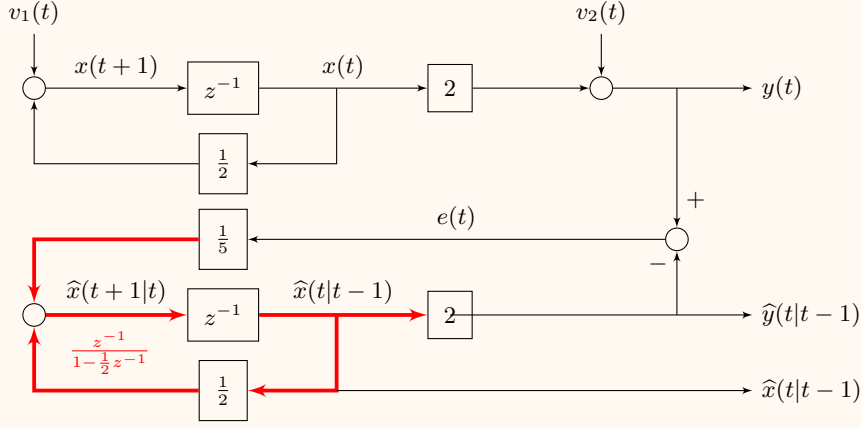 v₁(t) v₂(t)
x(t+1) z⁻¹ x(t) 2 y(t)
1/2
+
1/5 e(t)
−
x̂(t+1|t) z⁻¹ x̂(t|t−1) 2 ŷ(t|t−1)
z⁻¹/(1−½z⁻¹)
1/2 x̂(t|t−1)